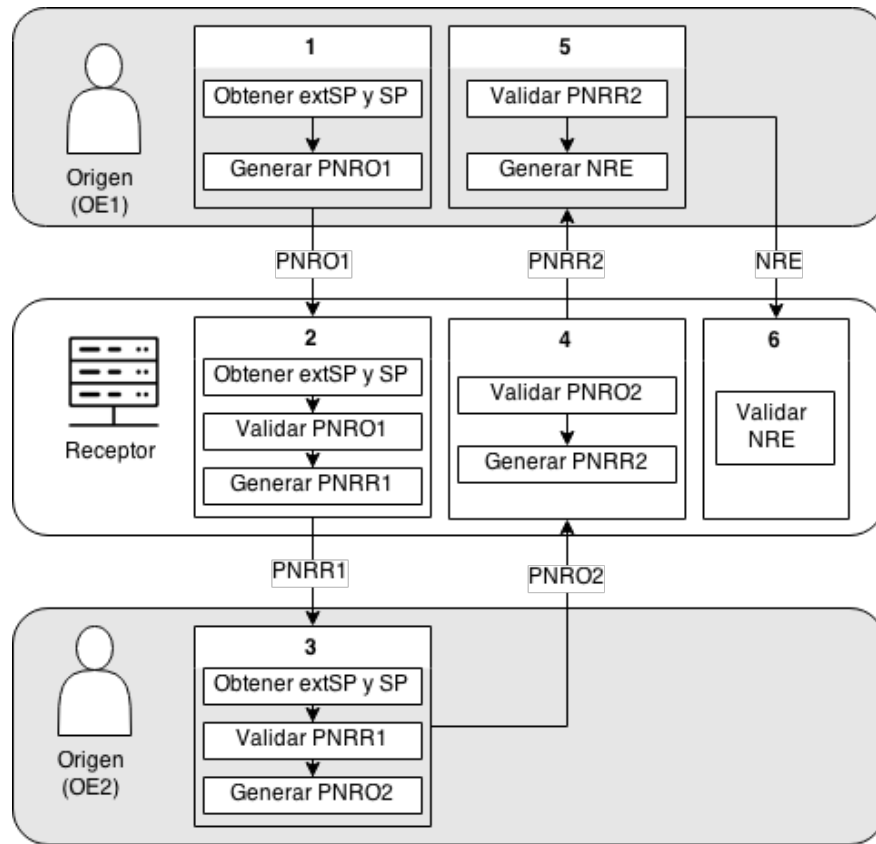 1
Obtener extSP y SP
Generar PNRO1
5
Validar PNRR2
Generar NRE
Origen
(OE1)
PNRO1
PNRR2
NRE
2
Obtener extSP y SP
Validar PNRO1
Generar PNRR1
4
Validar PNRO2
Generar PNRR2
6
Validar
NRE
Receptor
PNRR1
PNRO2
3
Obtener extSP y SP
Validar PNRR1
Generar PNRO2
Origen
(OE2)